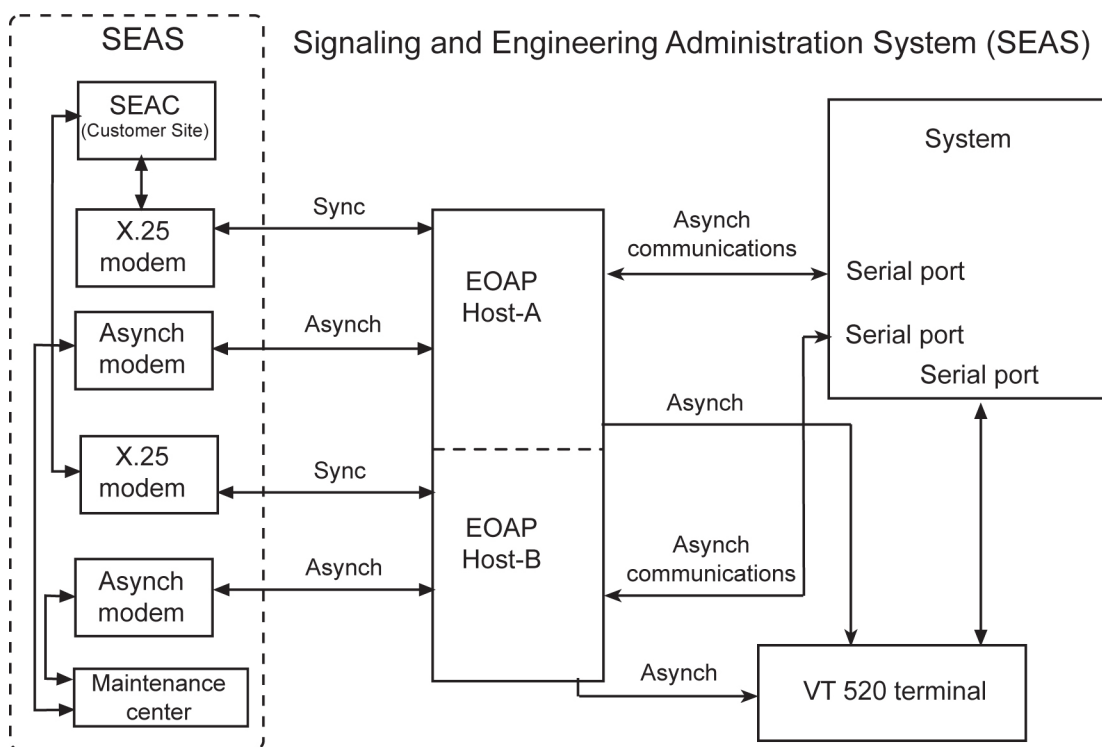 SEAS
Signaling and Engineering Administration System (SEAS)
SEAC
(Customer Site)
System
X.25
modem
Sync
EOAP
Host-A
Asynch
communications
Serial port
Asynch
modem
Asynch
Serial port
Serial port
Asynch
X.25
modem
Sync
EOAP
Host-B
Asynch
communications
Asynch
modem
Asynch
Maintenance
center
Asynch
VT 520 terminal